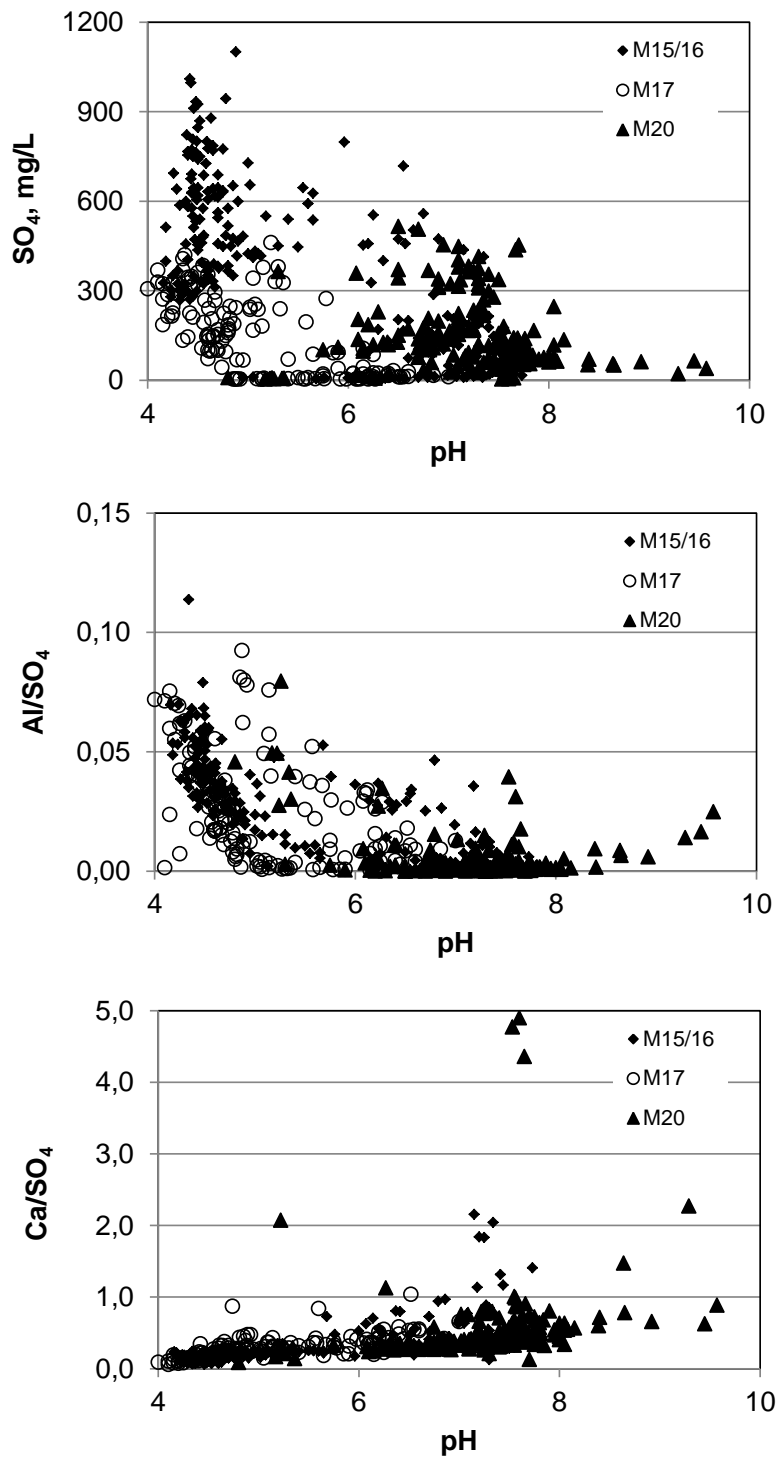 1200
900
600
300
0
SO₄, mg/L
M15/16
M17
M20
4 6 8 10
pH
0,15
0,10
0,05
0,00
Al/SO₄
M15/16
M17
M20
4 6 8 10
pH
5,0
4,0
3,0
2,0
1,0
0,0
Ca/SO₄
M15/16
M17
M20
4 6 8 10
pH